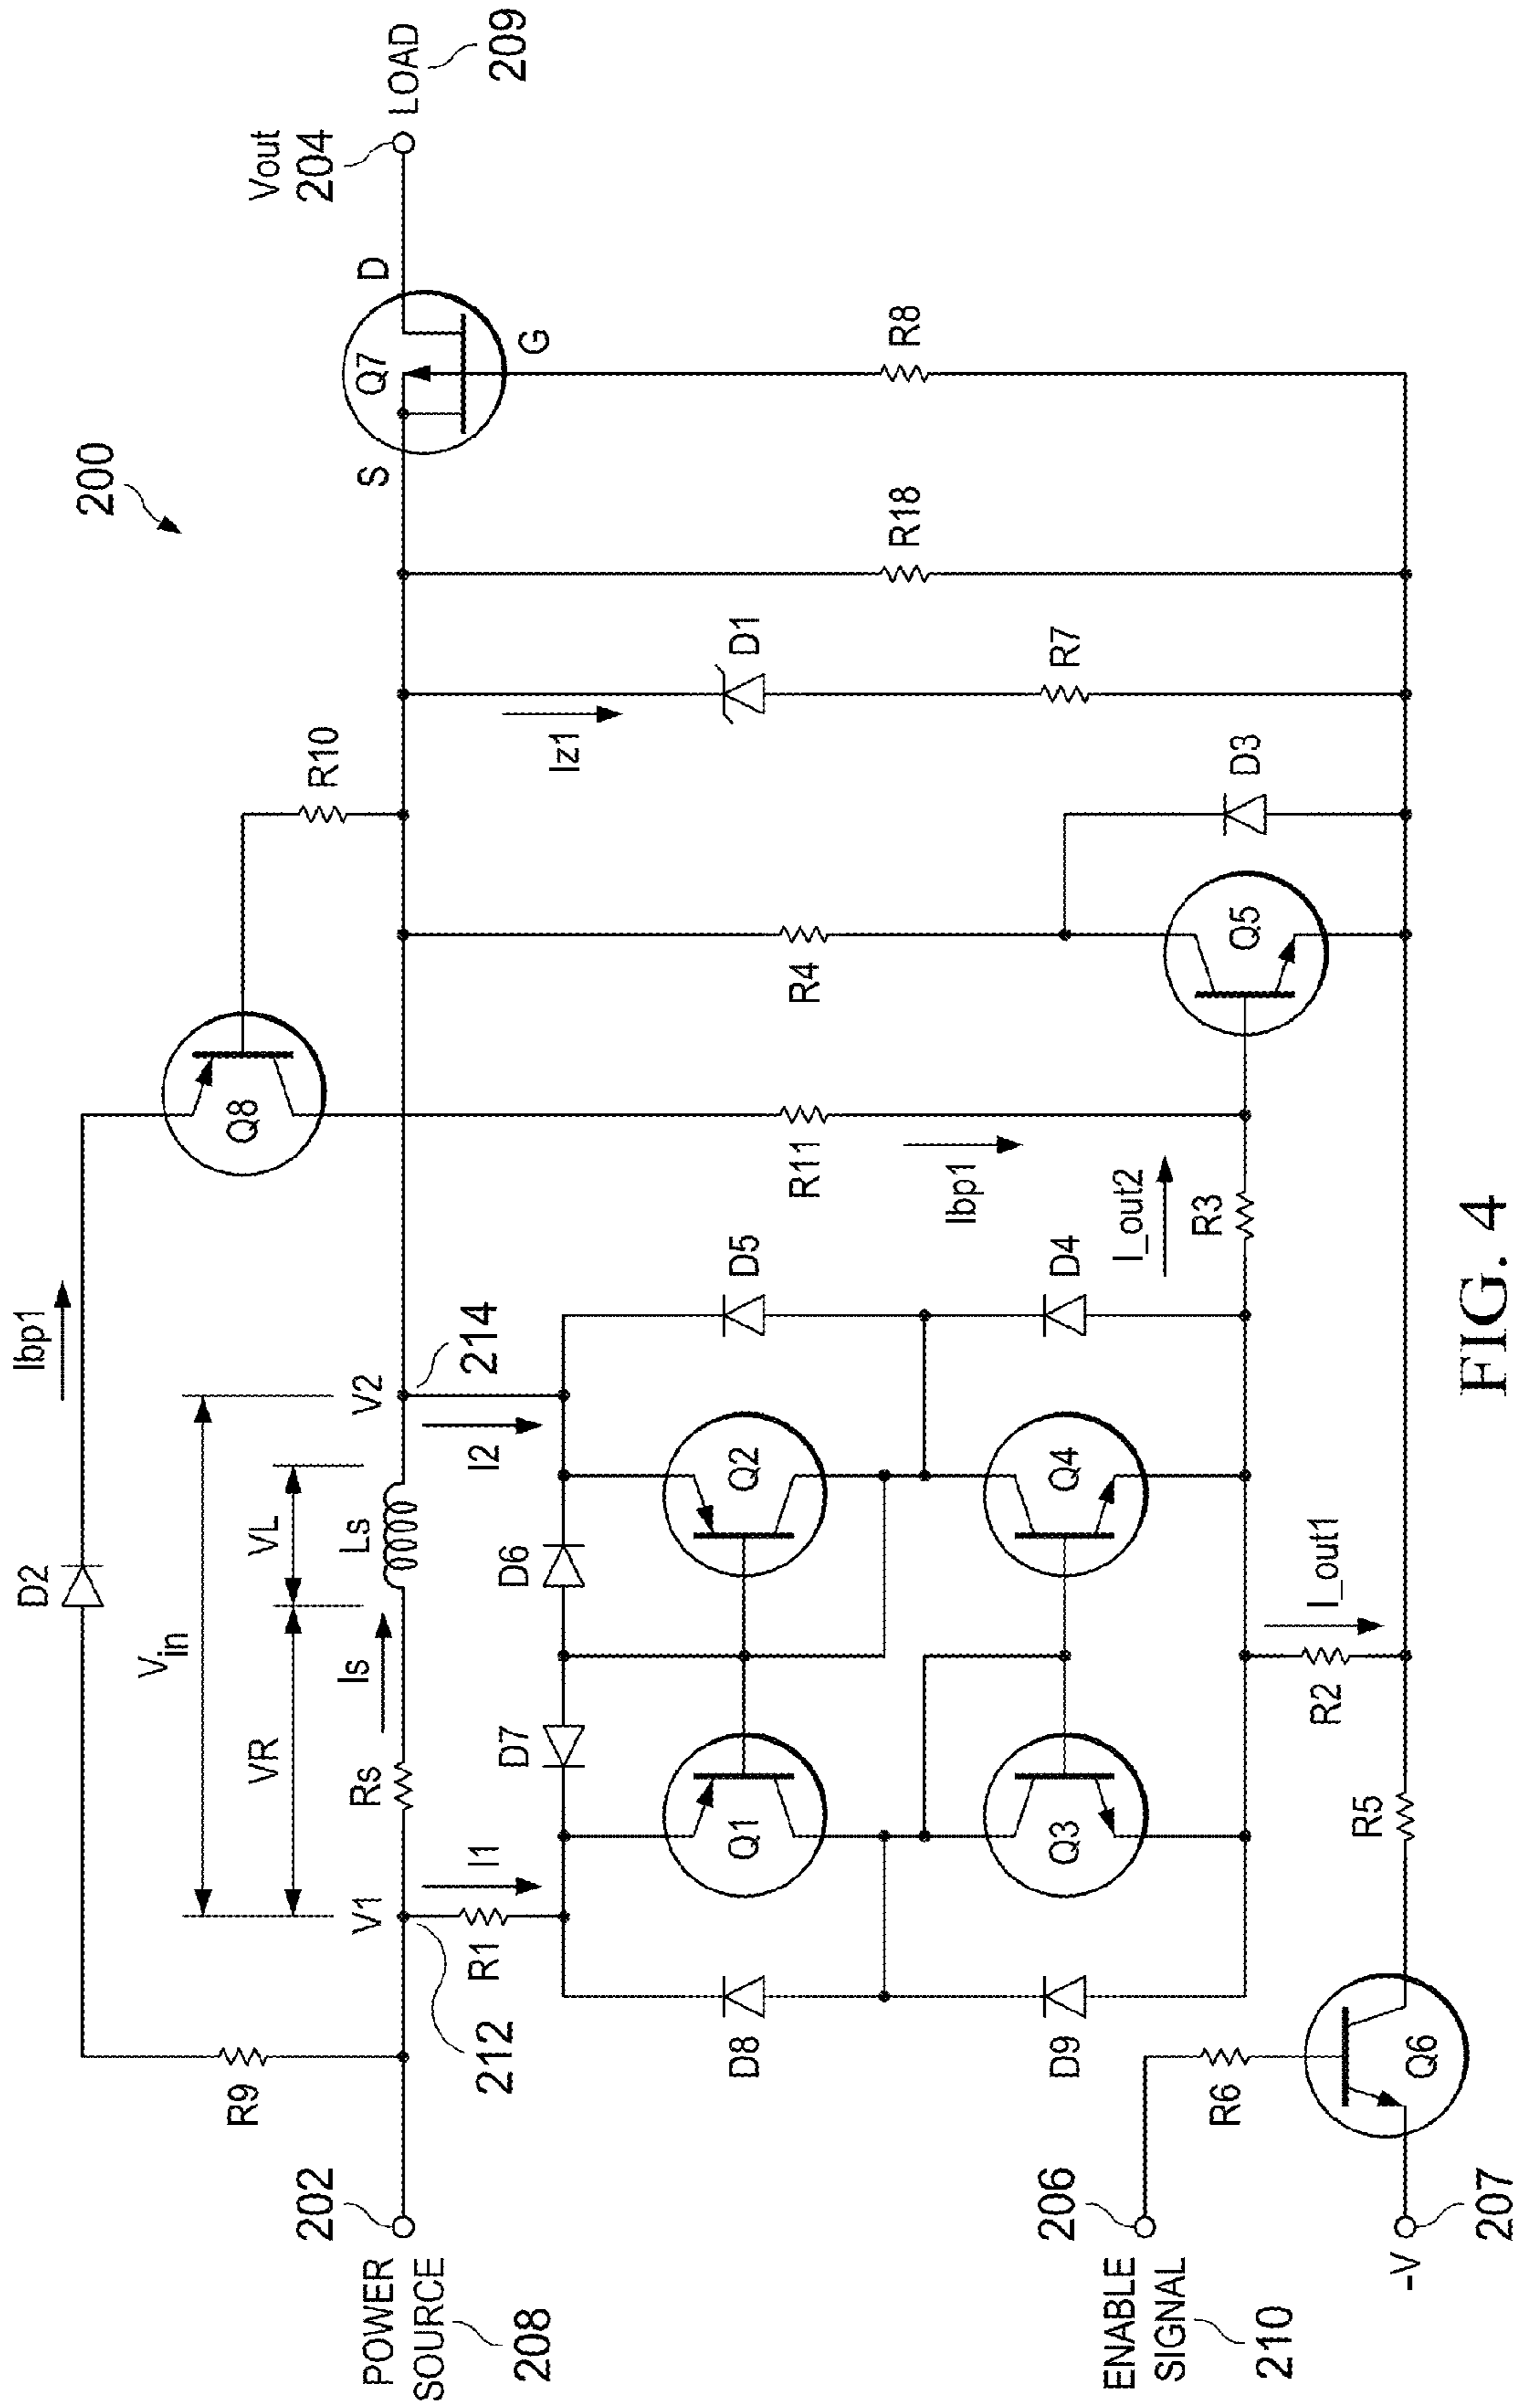 200
Ibp1
D2
Vin
VR
VL
V1
Rs
Is
Ls
V2
214
R9
202
POWER
SOURCE
208
212
R1
I1
I2
Q8
R10
S
Q7
D
G
Vout
204
LOAD
209
D7
D6
D8
Q1
Q2
D5
D9
Q3
Q4
D4
R11
Ibp1
R4
Iz1
D1
R18
R8
R7
I_out2
R3
Q5
D3
206
ENABLE
SIGNAL
210
R6
R2
I_out1
R5
Q6
-V
207
FIG. 4